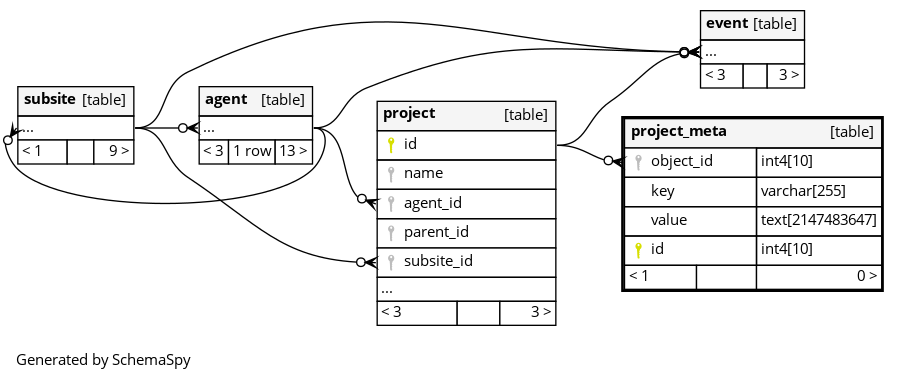 event [table]
...
< 3 3 >
subsite [table]
...
< 1 9 >
agent [table]
...
< 3 1 row 13 >
project [table]
id
name
agent_id
parent_id
subsite_id
...
< 3 3 >
project_meta [table]
object_id int4[10]
key varchar[255]
value text[2147483647]
id int4[10]
< 1 0 >
Generated by SchemaSpy